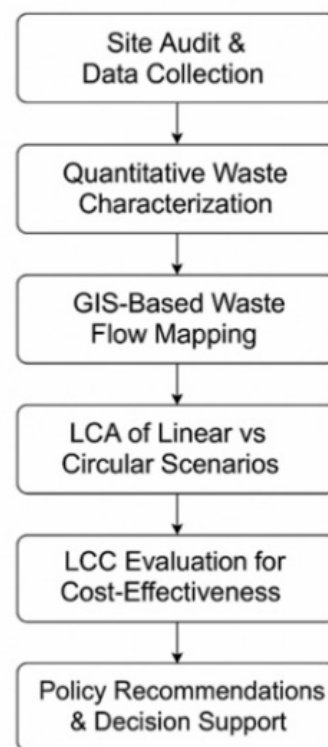 Site Audit &
Data Collection
Quantitative Waste
Characterization
GIS-Based Waste
Flow Mapping
LCA of Linear vs
Circular Scenarios
LCC Evaluation for
Cost-Effectiveness
Policy Recommendations
& Decision Support